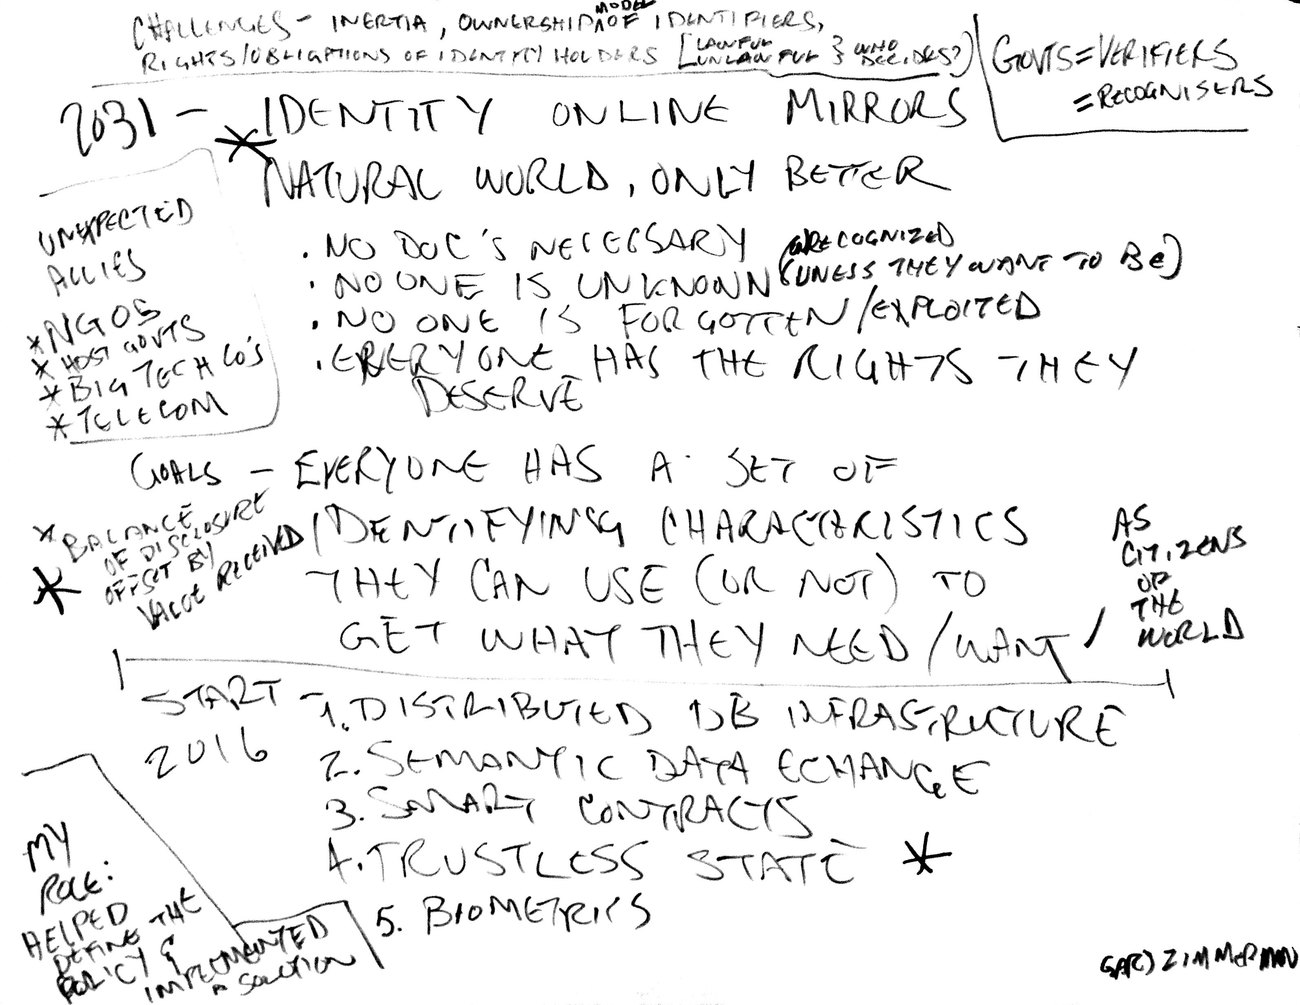 CHALLENGES - INERTIA, OWNERSHIP MODEL OF IDENTIFIERS,
RIGHTS/OBLIGATIONS OF IDENTITY HOLDERS [LAWFUL UNLAWFUL } & WHO DECIDES?)
GOVTS = VERIFIERS
= RECOGNISERS
2031 - IDENTITY ONLINE MIRRORS
* NATURAL WORLD, ONLY BETTER
. NO DOC'S NECESSARY
. NO ONE IS UNKNOWN (UNRECOGNIZED
(UNESS THEY WANT TO BE)
. NO ONE IS FORGOTTEN/EXPLOITED
. EVERYONE HAS THE RIGHTS THEY
DESERVE
UNEXPECTED
ALLIES
* NGOS
* HOST GOVTS
* BIG TECH CO'S
* TELECOM
GOALS - EVERYONE HAS A SET OF
IDENTIFYING CHARACTARISTICS
THEY CAN USE (OR NOT) TO
GET WHAT THEY NEED/WANT/
AS
CITIZENS
OF
THE
WORLD
* BALANCE
OF DISCLOSURE
OFFSET BY
VALUE RECEIVED
*
START
2016
- 1. DISTRIBUTED DB INFRASTRUCTURE
2. SEMANTIC DATA ECHANGE
3. SMART CONTRACTS
4. TRUSTLESS STATE *
5. BIOMETRICS
MY
ROLE:
HELPED
DEFINE THE
POLICY &
IMPLEMENTED
A SOLUTION
GARY ZIMMERMAN